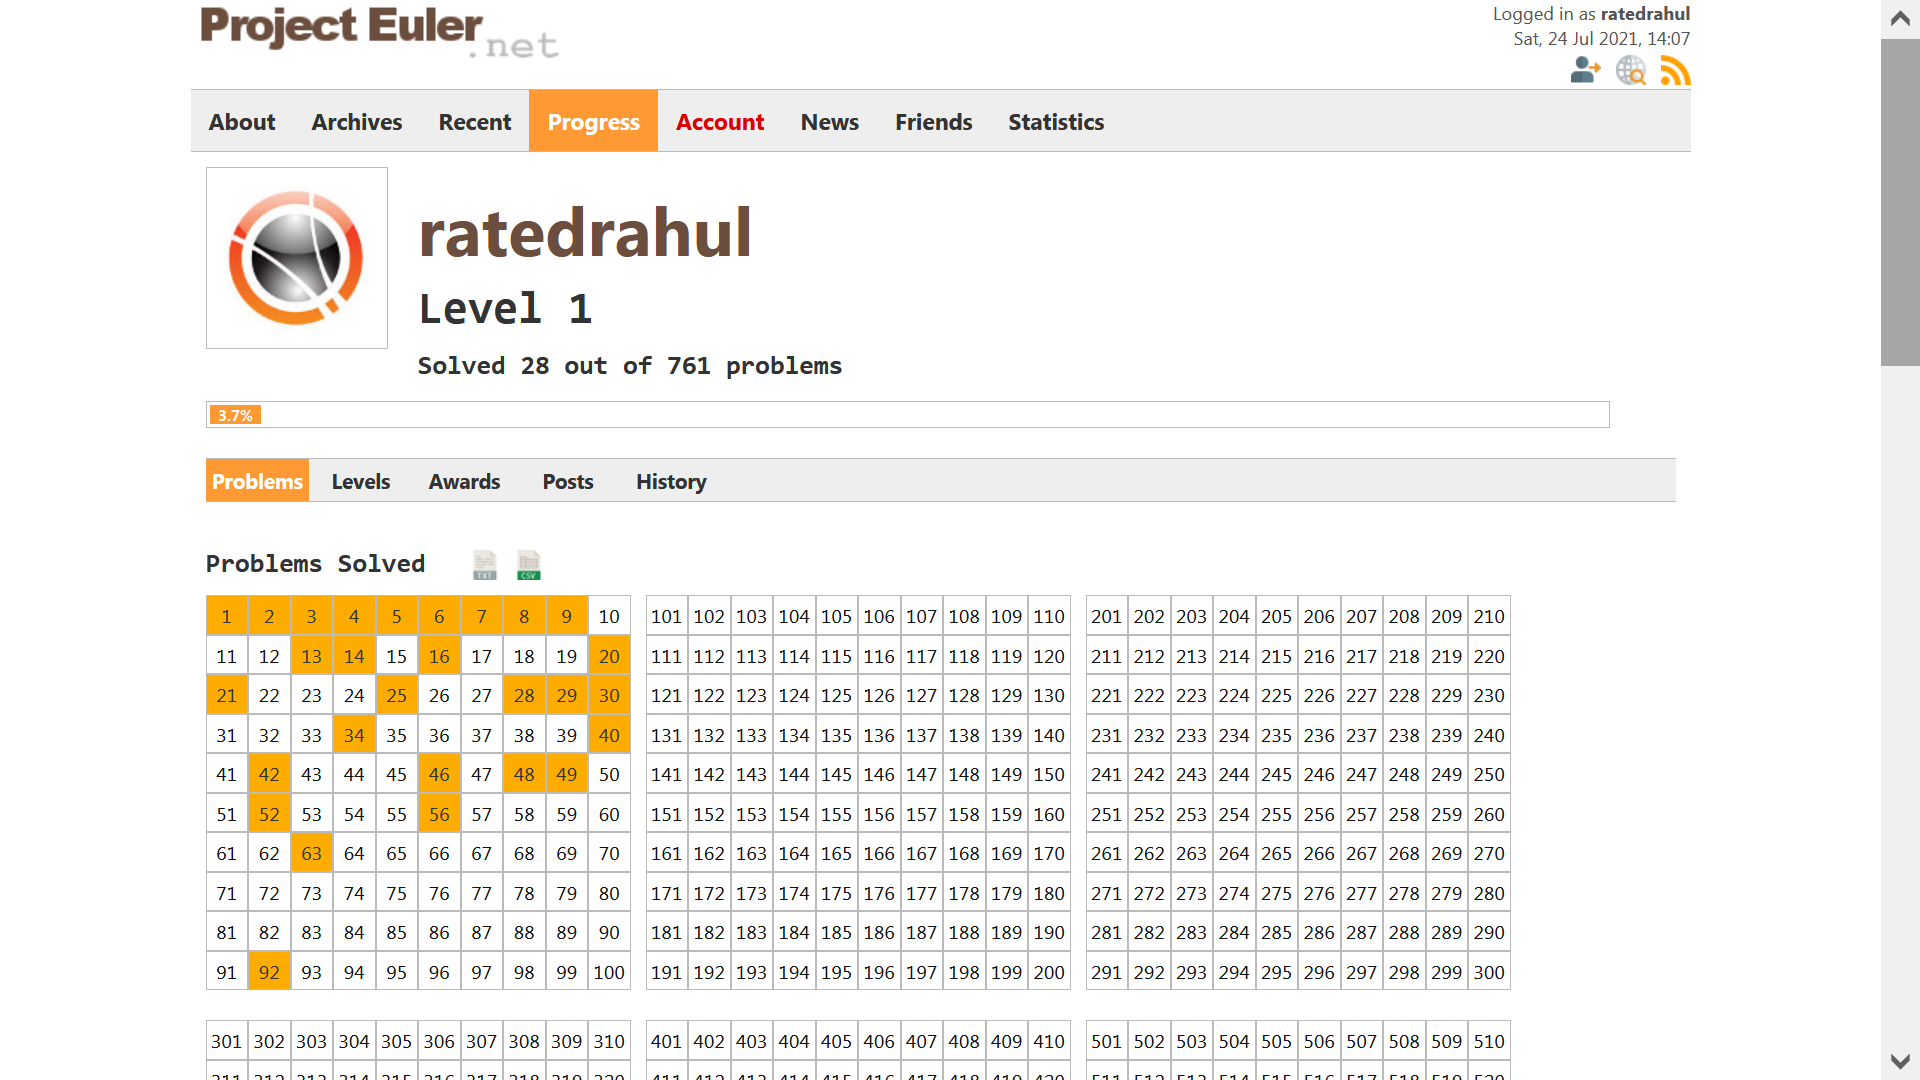 Project Euler.net
Logged in as ratedrahul
Sat, 24 Jul 2021, 14:07
About Archives Recent Progress Account News Friends Statistics
ratedrahul
Level 1
Solved 28 out of 761 problems
3.7%
Problems Levels Awards Posts History
Problems Solved TXT CSV
1 2 3 4 5 6 7 8 9 10 101 102 103 104 105 106 107 108 109 110 201 202 203 204 205 206 207 208 209 210
11 12 13 14 15 16 17 18 19 20 111 112 113 114 115 116 117 118 119 120 211 212 213 214 215 216 217 218 219 220
21 22 23 24 25 26 27 28 29 30 121 122 123 124 125 126 127 128 129 130 221 222 223 224 225 226 227 228 229 230
31 32 33 34 35 36 37 38 39 40 131 132 133 134 135 136 137 138 139 140 231 232 233 234 235 236 237 238 239 240
41 42 43 44 45 46 47 48 49 50 141 142 143 144 145 146 147 148 149 150 241 242 243 244 245 246 247 248 249 250
51 52 53 54 55 56 57 58 59 60 151 152 153 154 155 156 157 158 159 160 251 252 253 254 255 256 257 258 259 260
61 62 63 64 65 66 67 68 69 70 161 162 163 164 165 166 167 168 169 170 261 262 263 264 265 266 267 268 269 270
71 72 73 74 75 76 77 78 79 80 171 172 173 174 175 176 177 178 179 180 271 272 273 274 275 276 277 278 279 280
81 82 83 84 85 86 87 88 89 90 181 182 183 184 185 186 187 188 189 190 281 282 283 284 285 286 287 288 289 290
91 92 93 94 95 96 97 98 99 100 191 192 193 194 195 196 197 198 199 200 291 292 293 294 295 296 297 298 299 300
301 302 303 304 305 306 307 308 309 310 401 402 403 404 405 406 407 408 409 410 501 502 503 504 505 506 507 508 509 510